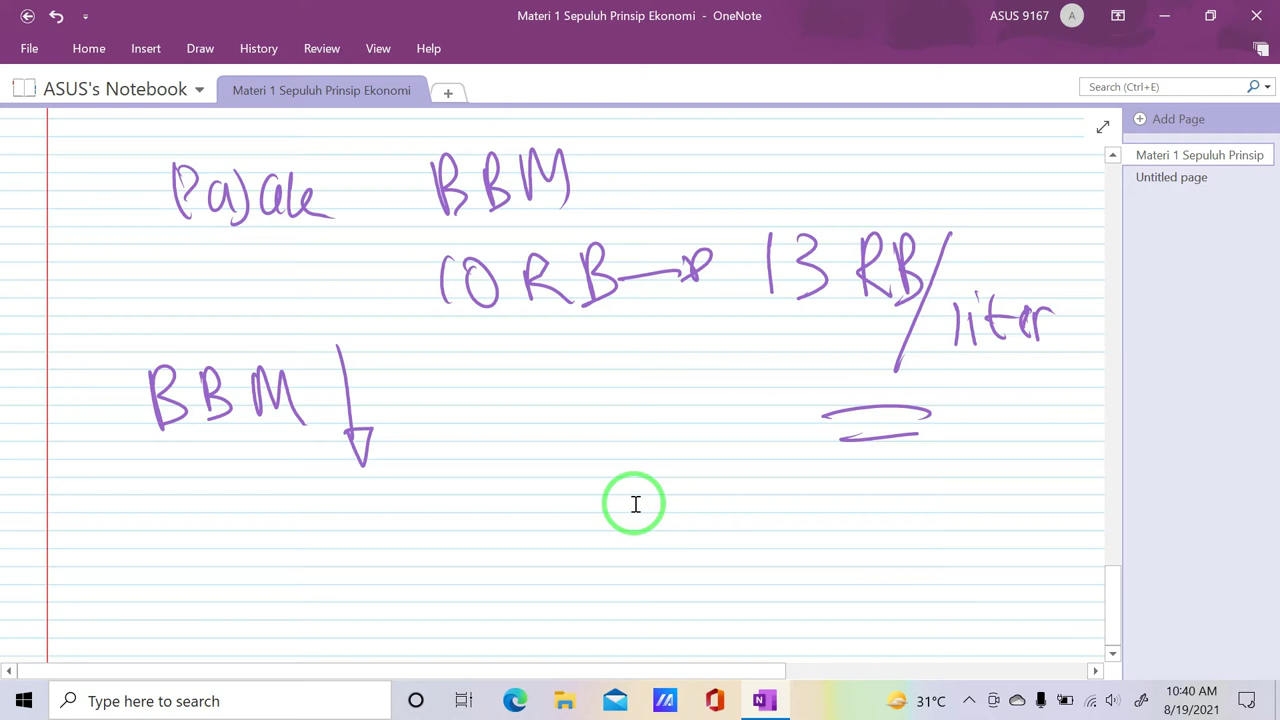 Materi 1 Sepuluh Prinsip Ekonomi - OneNote
ASUS 9167
A
File Home Insert Draw History Review View Help
ASUS's Notebook
Materi 1 Sepuluh Prinsip Ekonomi
Search (Ctrl+E)
Add Page
Materi 1 Sepuluh Prinsip
Untitled page
Pajak BBM
10 RB → 13 RB/
liter
BBM ↓
Type here to search
31°C
10:40 AM
8/19/2021